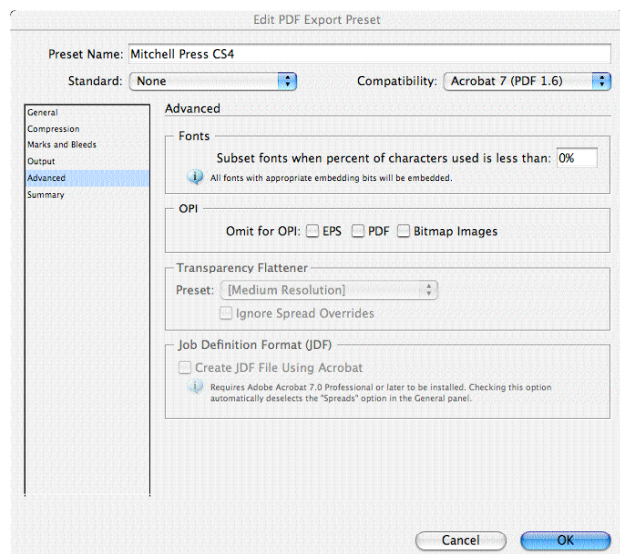 Edit PDF Export Preset
Preset Name: Mitchell Press CS4
Standard: None Compatibility: Acrobat 7 (PDF 1.6)
General
Compression
Marks and Bleeds
Output
Advanced
Summary
Advanced
Fonts
Subset fonts when percent of characters used is less than: 0%
All fonts with appropriate embedding bits will be embedded.
OPI
Omit for OPI: EPS PDF Bitmap Images
Transparency Flattener
Preset: [Medium Resolution]
Ignore Spread Overrides
Job Definition Format (JDF)
Create JDF File Using Acrobat
Requires Adobe Acrobat 7.0 Professional or later to be installed. Checking this option
automatically deselects the "Spreads" option in the General panel.
Cancel OK